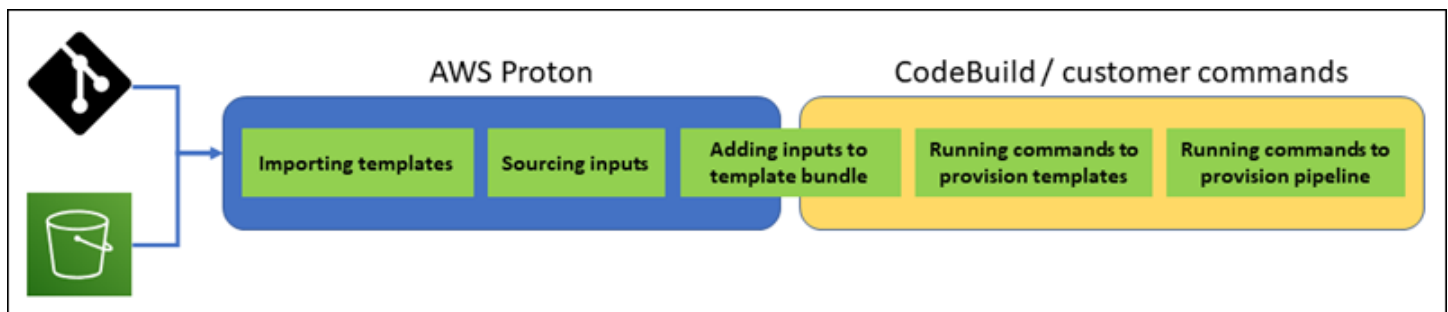 AWS Proton
CodeBuild / customer commands
Importing templates
Sourcing inputs
Adding inputs to
template bundle
Running commands to
provision templates
Running commands to
provision pipeline